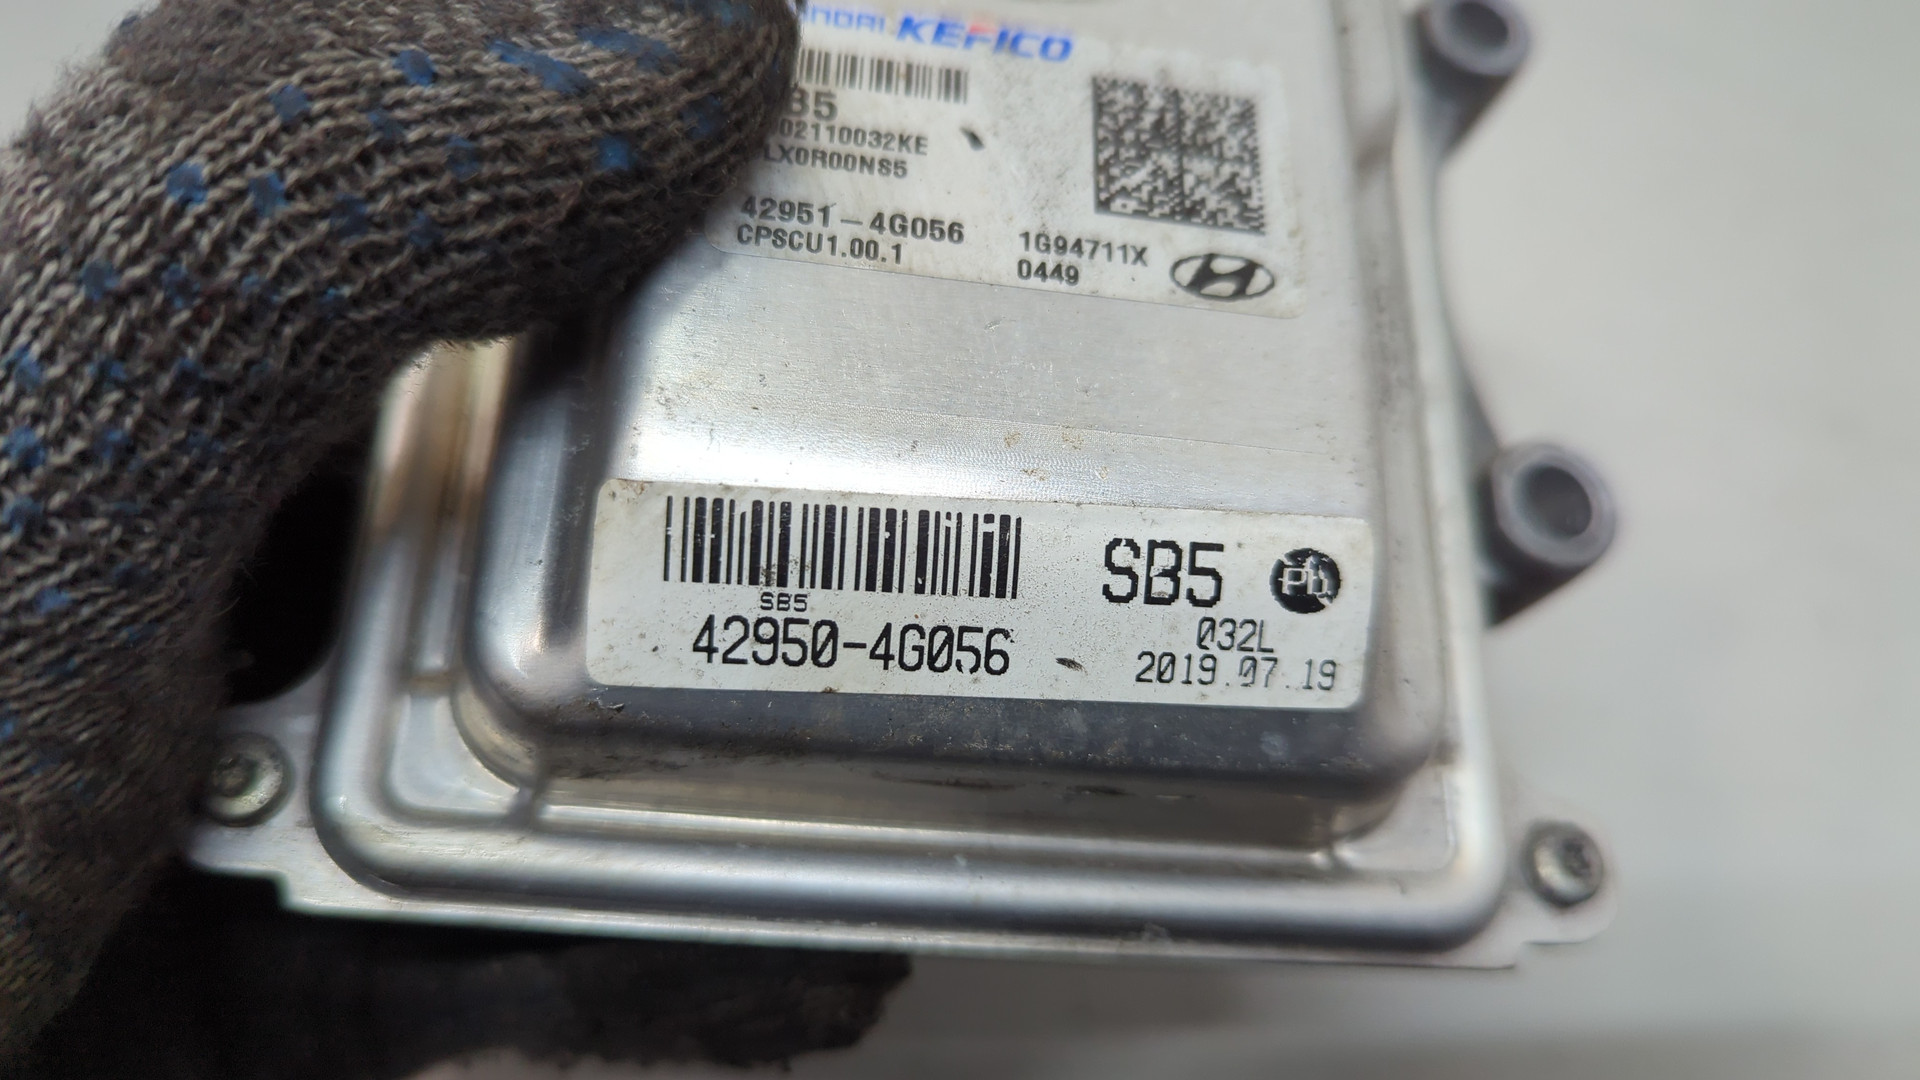 KEFICO
B5
02110032KE
LX0R00NS5
42951-4G056
CPSCU1.00.1
1G94711X
0449
SB5
42950-4G056
SB5
Pb
032L
2019.07.19